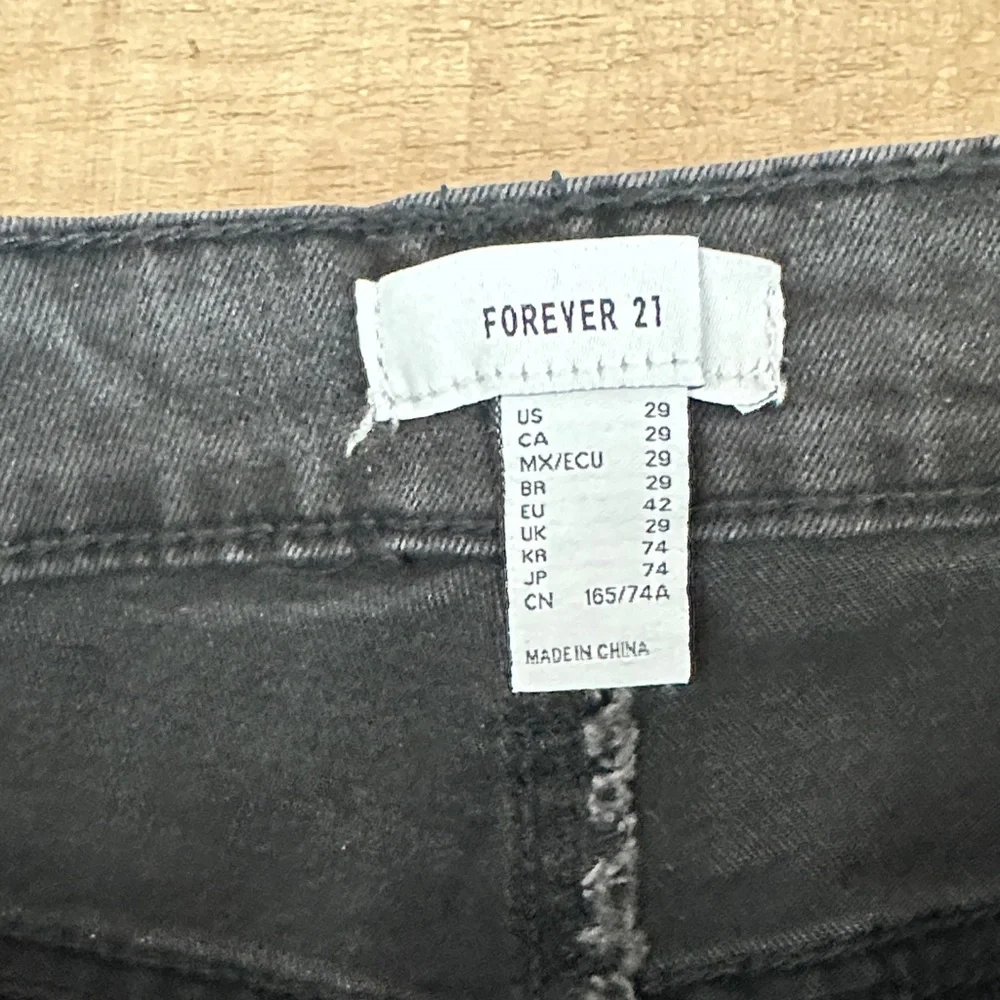 FOREVER 21
US 29
CA 29
MX/ECU 29
BR 29
EU 42
UK 29
KR 74
JP 74
CN 165/74A
MADE IN CHINA